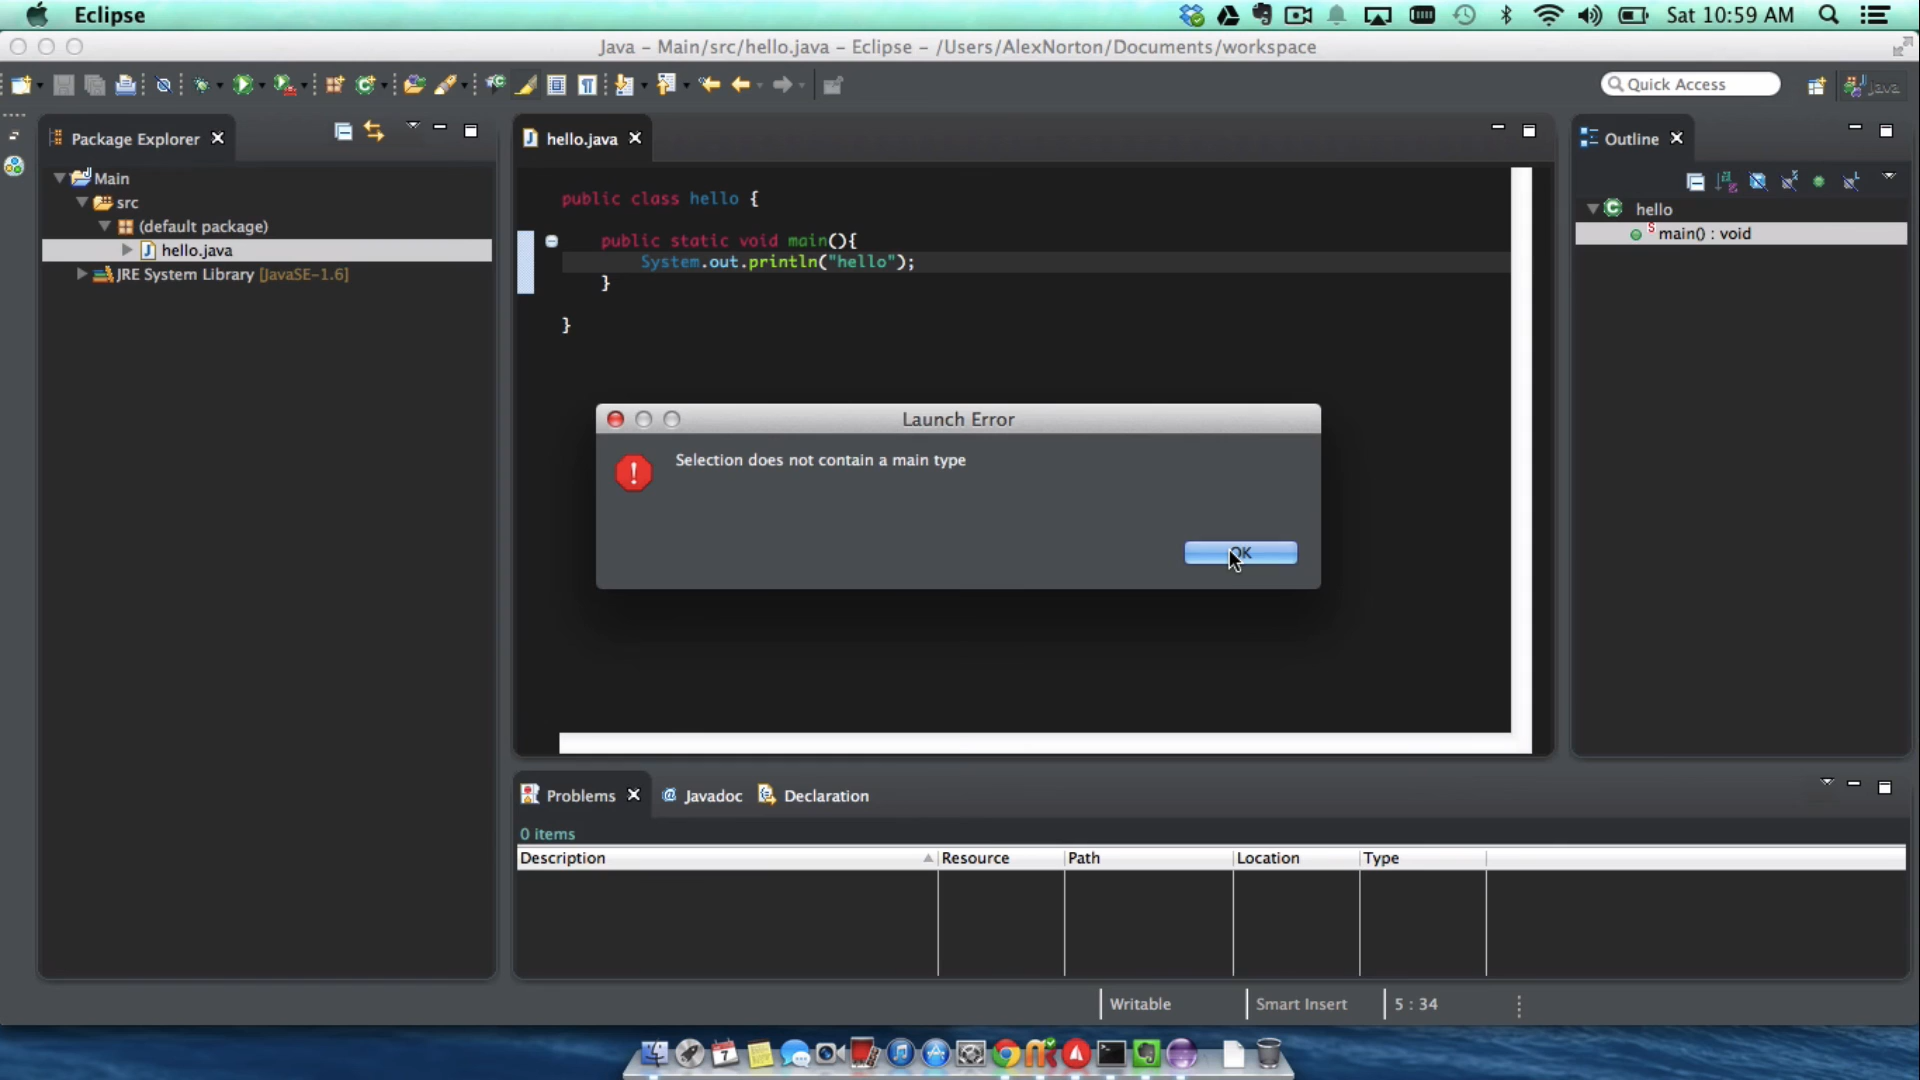 Eclipse
Sat 10:59 AM
Java – Main/src/hello.java – Eclipse – /Users/AlexNorton/Documents/workspace
Quick Access
Java
Package Explorer
hello.java
Outline
Main
src
(default package)
hello.java
JRE System Library [JavaSE-1.6]
public class hello {
public static void main(){
System.out.println("hello");
}
}
hello
S main() : void
Launch Error
Selection does not contain a main type
OK
Problems
Javadoc
Declaration
0 items
Description
Resource
Path
Location
Type
Writable
Smart Insert
5 : 34
7